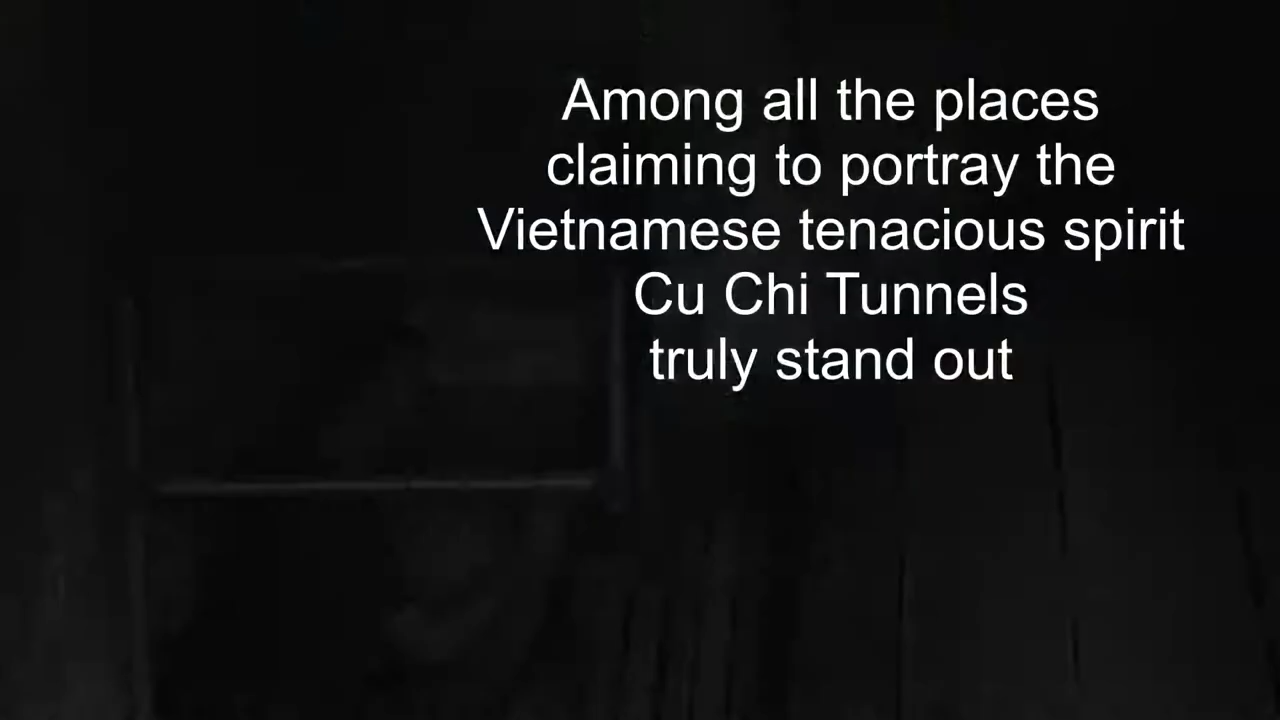 Among all the places
claiming to portray the
Vietnamese tenacious spirit
Cu Chi Tunnels
truly stand out